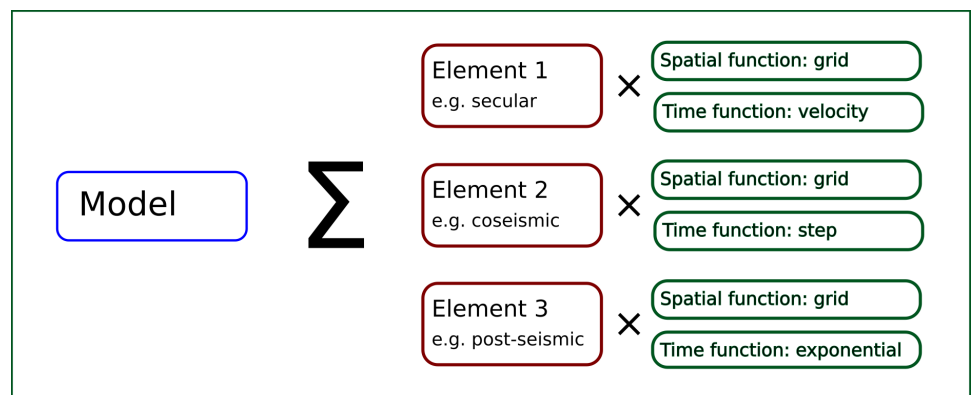 Model
Σ
Element 1
e.g. secular
×
Spatial function: grid
Time function: velocity
Element 2
e.g. coseismic
×
Spatial function: grid
Time function: step
Element 3
e.g. post-seismic
×
Spatial function: grid
Time function: exponential